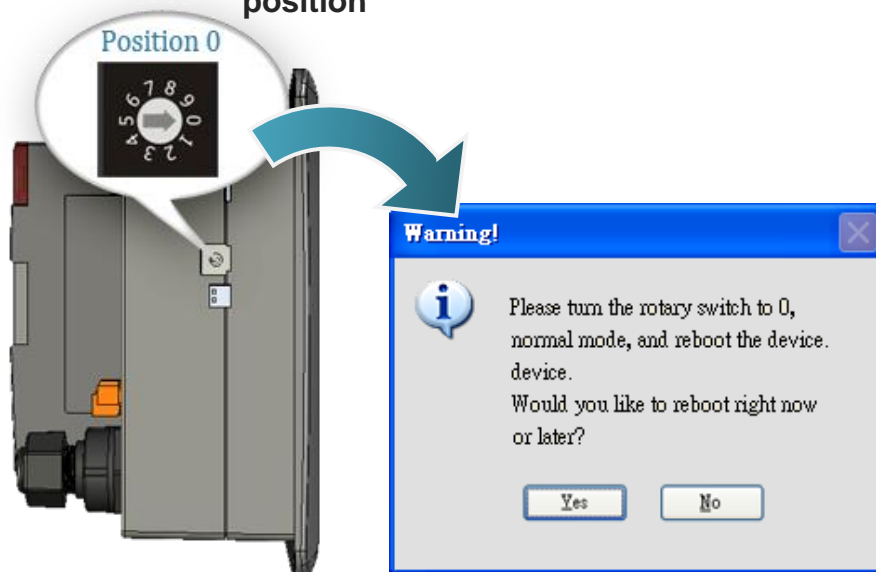 position
Position 0
7 8 9
6
5 0
4 1
3 2
Warning!
Please turn the rotary switch to 0,
normal mode, and reboot the device.
device.
Would you like to reboot right now
or later?
Yes No